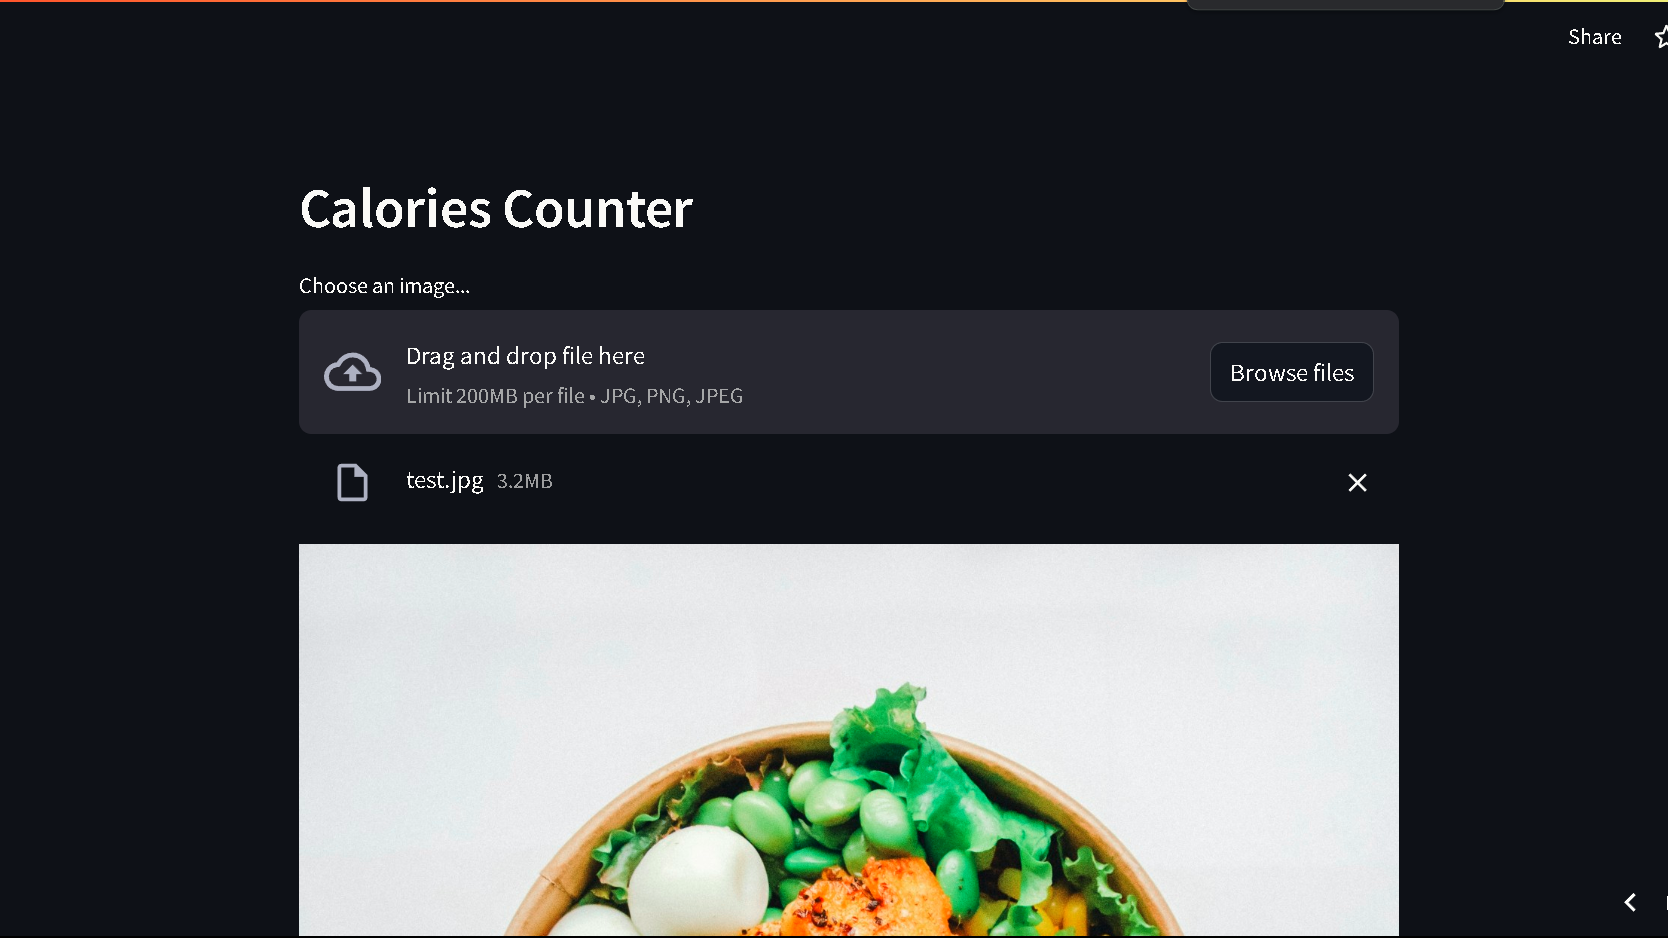 Share
Calories Counter
Choose an image...
Drag and drop file here
Limit 200MB per file • JPG, PNG, JPEG
Browse files
test.jpg 3.2MB